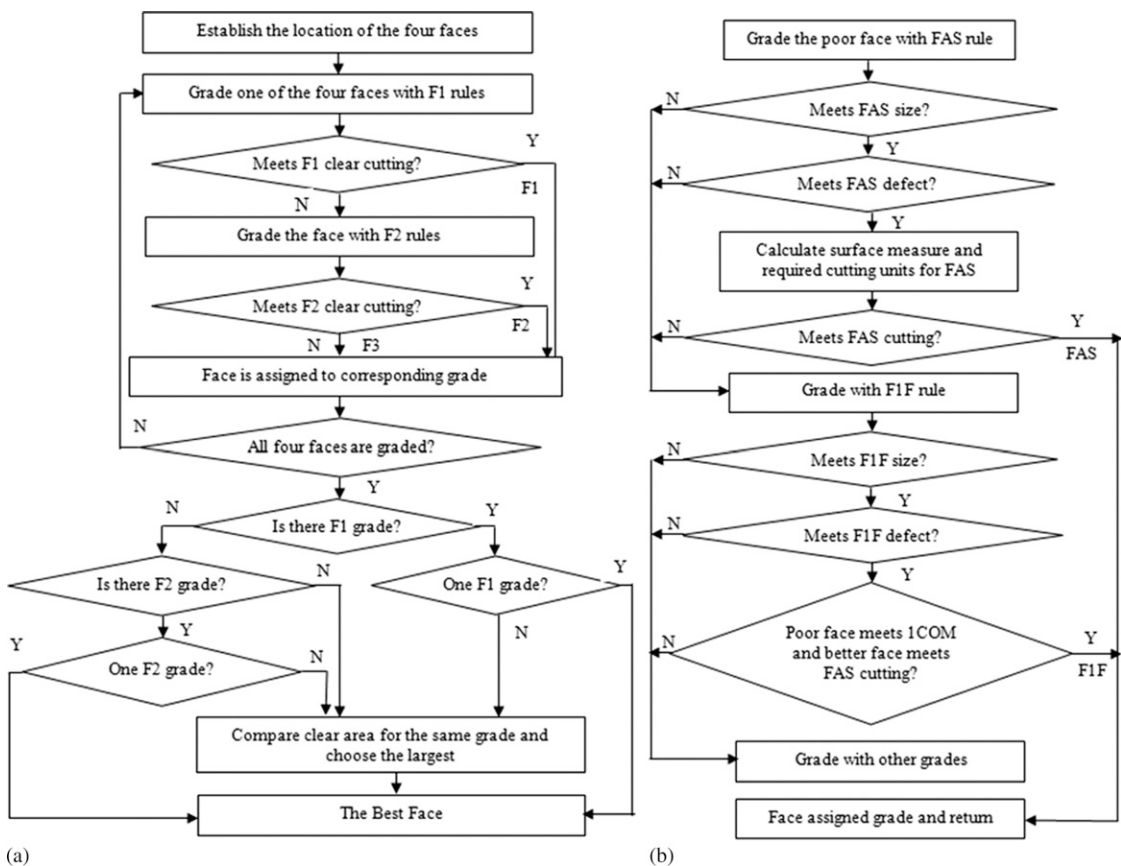 Establish the location of the four faces
Grade one of the four faces with F1 rules
Y
Meets F1 clear cutting?
F1
N
Grade the face with F2 rules
Y
Meets F2 clear cutting?
F2
N
F3
Face is assigned to corresponding grade
N
All four faces are graded?
Y
N
Y
Is there F1 grade?
Is there F2 grade?
N
One F1 grade?
Y
Y
N
Y
One F2 grade?
N
Compare clear area for the same grade and
choose the largest
The Best Face
(a)
Grade the poor face with FAS rule
N
Meets FAS size?
Y
N
Meets FAS defect?
Y
Calculate surface measure and
required cutting units for FAS
N
Meets FAS cutting?
Y
FAS
Grade with F1F rule
N
Meets F1F size?
Y
N
Meets F1F defect?
Y
N
Poor face meets 1COM
and better face meets
FAS cutting?
Y
F1F
Grade with other grades
Face assigned grade and return
(b)